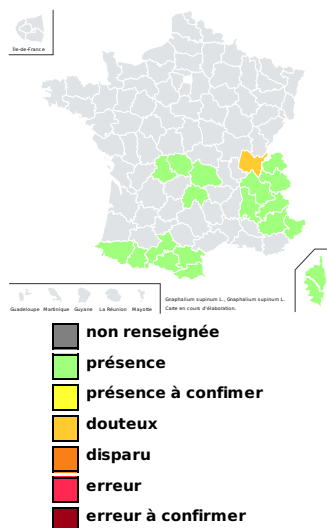 Île-de-France
Guadeloupe Martinique Guyane La Réunion Mayotte
Gnaphalium supinum L., Gnaphalium supinum L.
Carte en cours d'élaboration.
non renseignée
présence
présence à confimer
douteux
disparu
erreur
erreur à confirmer